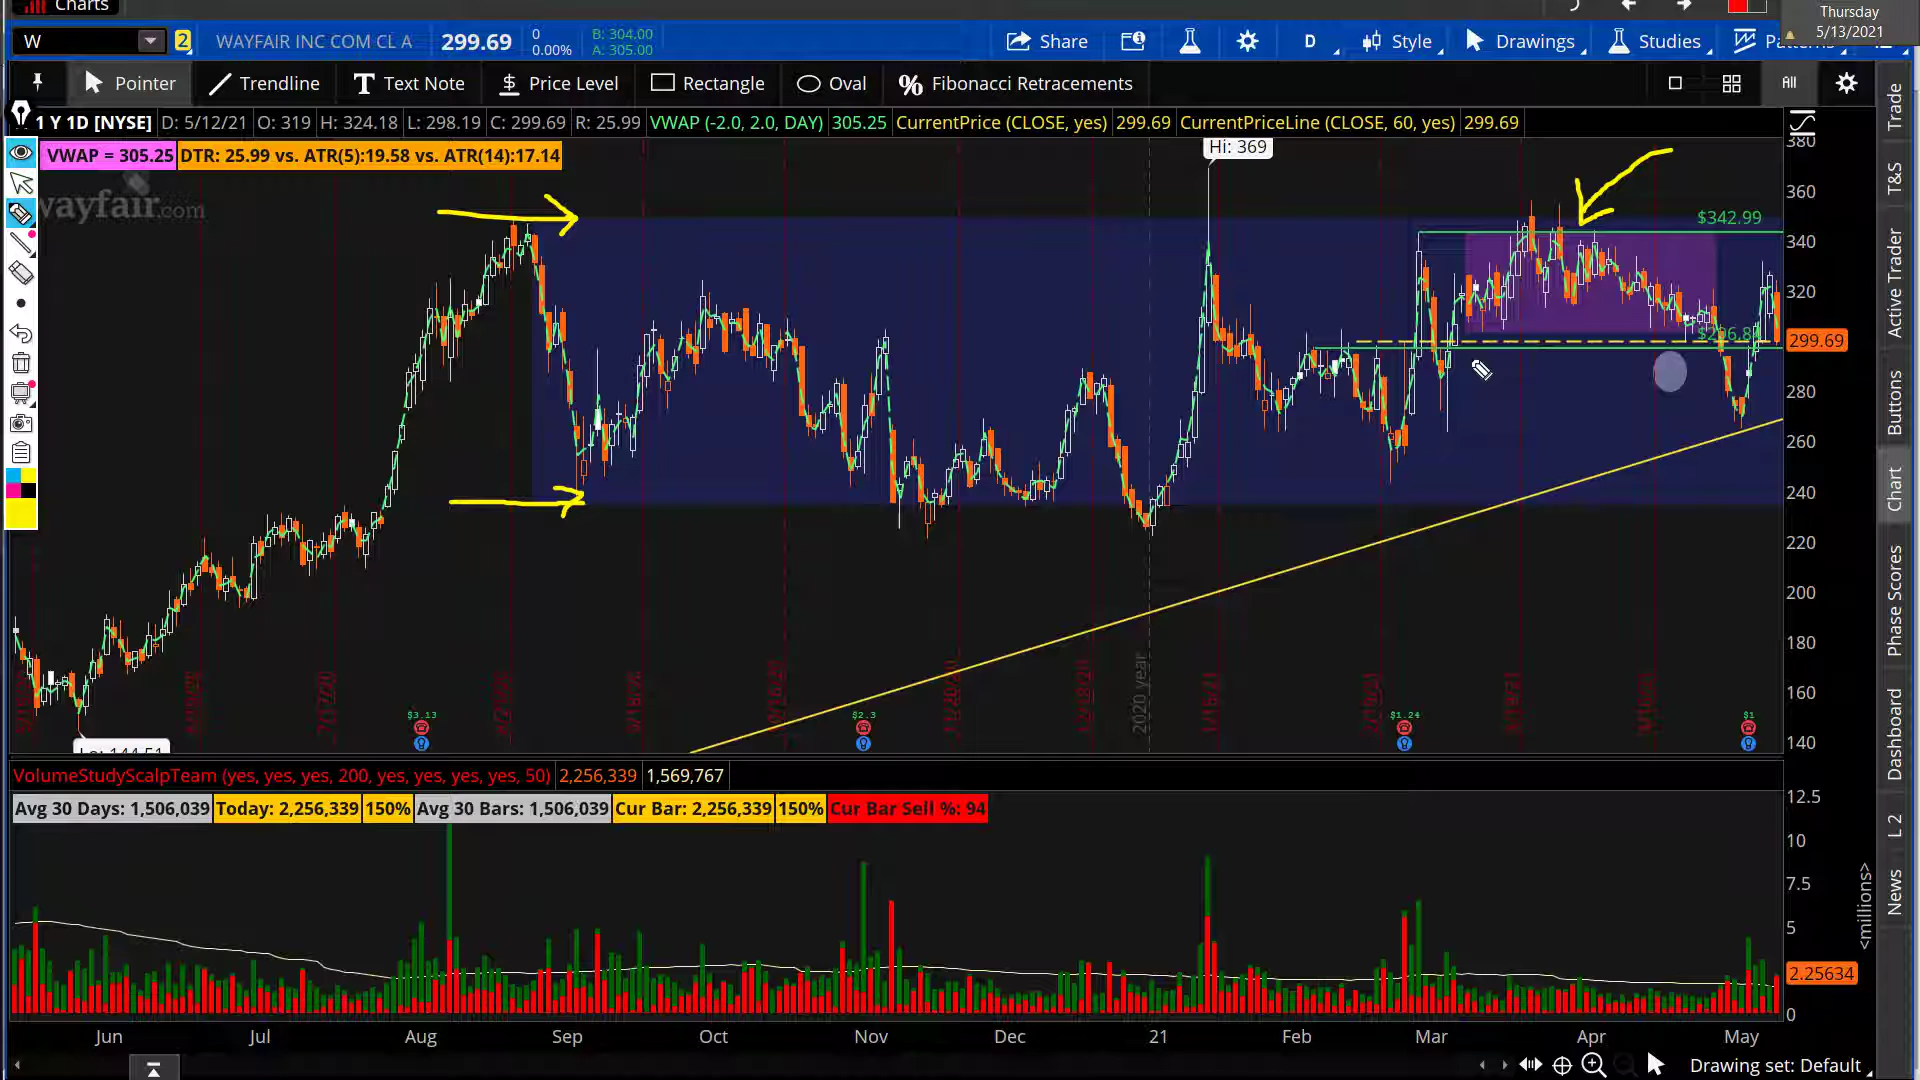 Charts
Thursday
5/13/2021
W
2
WAYFAIR INC COM CL A
299.69
0
0.00%
B: 304.00
A: 305.00
Share
D
Style
Drawings
Studies
Pointer
Trendline
Text Note
Price Level
Rectangle
Oval
% Fibonacci Retracements
All
1 Y 1D [NYSE]
D: 5/12/21
O: 319
H: 324.18
L: 298.19
C: 299.69
R: 25.99
VWAP (-2.0, 2.0, DAY)
305.25
CurrentPrice (CLOSE, yes)
299.69
CurrentPriceLine (CLOSE, 60, yes)
299.69
VWAP = 305.25
DTR: 25.99 vs. ATR(5):19.58 vs. ATR(14):17.14
wayfair.com
Hi: 369
$342.99
380
360
340
320
299.69
280
260
240
220
200
180
160
140
2020 year
$3.13
$2.3
$1.24
$1
VolumeStudyScalpTeam (yes, yes, yes, 200, yes, yes, yes, yes, 50)
2,256,339
1,569,767
Avg 30 Days: 1,506,039
Today: 2,256,339
150%
Avg 30 Bars: 1,506,039
Cur Bar: 2,256,339
150%
Cur Bar Sell %: 94
12.5
10
7.5
5
2.25634
0
<millions>
Jun
Jul
Aug
Sep
Oct
Nov
Dec
21
Feb
Mar
Apr
May
Drawing set: Default
Trade
T&S
Active Trader
Buttons
Chart
Phase Scores
Dashboard
L 2
News